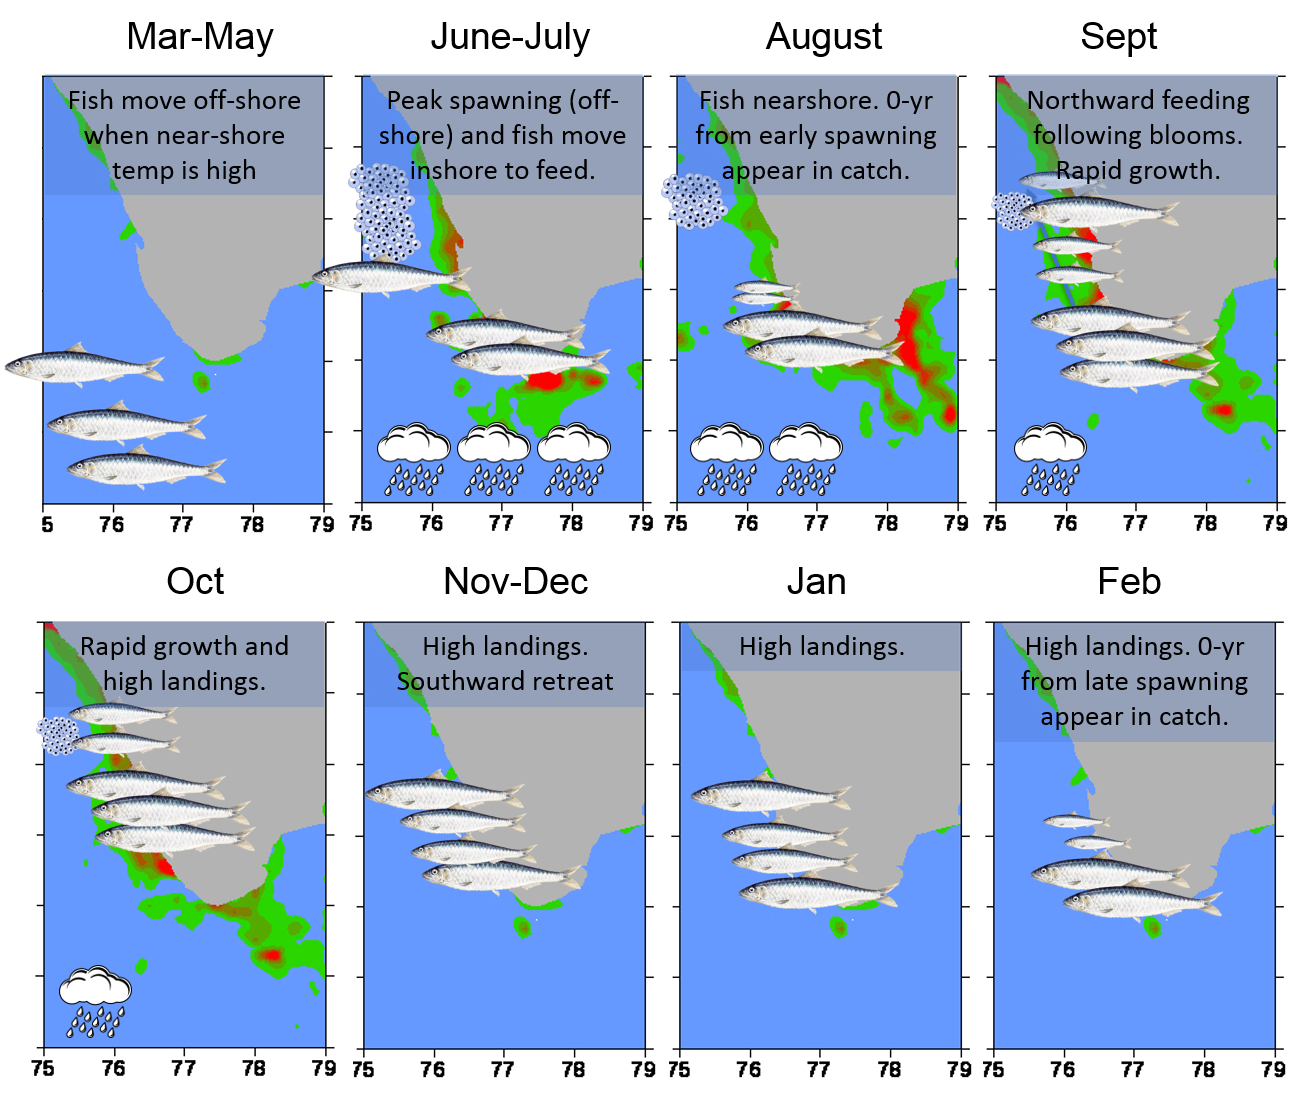 Mar-May
June-July
August
Sept
Fish move off-shore
when near-shore
temp is high
Peak spawning (off-
shore) and fish move
inshore to feed.
Fish nearshore. 0-yr
from early spawning
appear in catch.
Northward feeding
following blooms.
Rapid growth.
5 76 77 78 79
75 76 77 78 79
75 76 77 78 79
75 76 77 78 79
Oct
Nov-Dec
Jan
Feb
Rapid growth and
high landings.
High landings.
Southward retreat
High landings.
High landings. 0-yr
from late spawning
appear in catch.
75 76 77 78 79
75 76 77 78 79
75 76 77 78 79
75 76 77 78 79